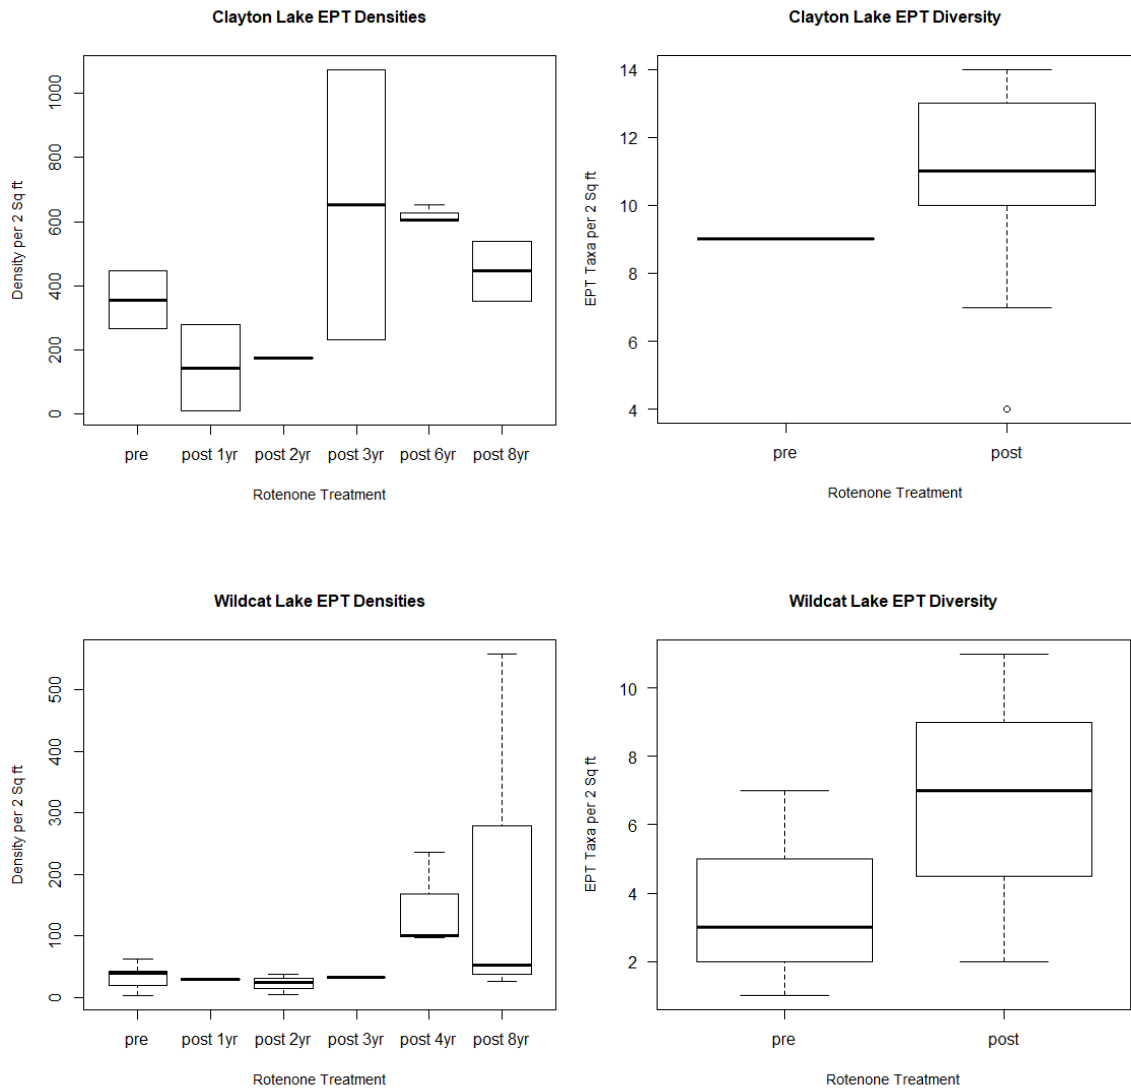 Clayton Lake EPT Densities
Density per 2 Sq ft
1000
800
600
400
200
0
pre post 1yr post 2yr post 3yr post 6yr post 8yr
Rotenone Treatment
Clayton Lake EPT Diversity
EPT Taxa per 2 Sq ft
14
12
10
8
6
4
pre post
Rotenone Treatment
Wildcat Lake EPT Densities
Density per 2 Sq ft
500
400
300
200
100
0
pre post 1yr post 2yr post 3yr post 4yr post 8yr
Rotenone Treatment
Wildcat Lake EPT Diversity
EPT Taxa per 2 Sq ft
10
8
6
4
2
pre post
Rotenone Treatment